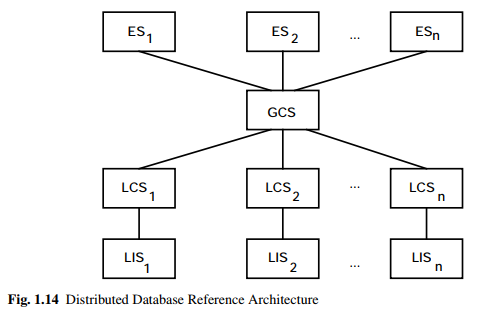 ES1 ES2 ... ESn
GCS
LCS1 LCS2 ... LCSn
LIS1 LIS2 ... LISn
Fig. 1.14 Distributed Database Reference Architecture